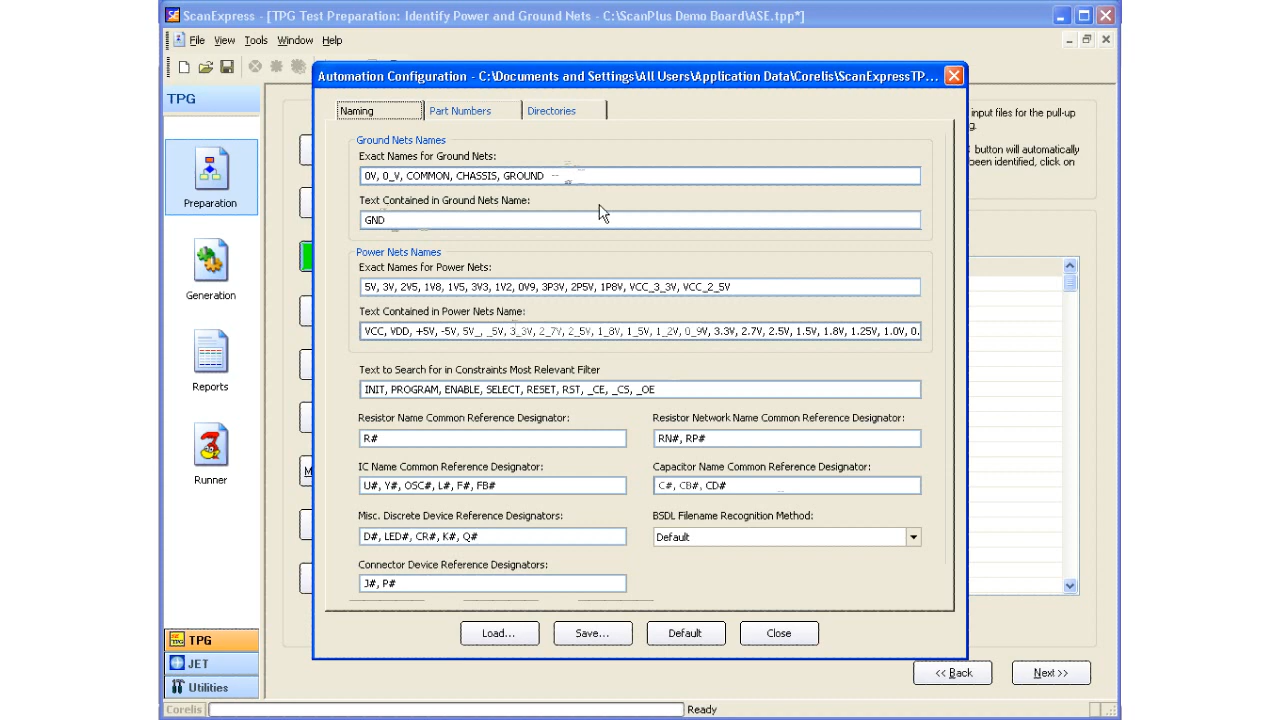 ScanExpress - [TPG Test Preparation: Identify Power and Ground Nets - C:\ScanPlus Demo Board\ASE.tpp*]
File View Tools Window Help
TPG
Preparation
Generation
Reports
Runner
TPG
JET
Utilities
Automation Configuration - C:\Documents and Settings\All Users\Application Data\Corelis\ScanExpressTP...
Naming Part Numbers Directories
Ground Nets Names
Exact Names for Ground Nets:
0V, 0_V, COMMON, CHASSIS, GROUND
Text Contained in Ground Nets Name:
GND
Power Nets Names
Exact Names for Power Nets:
5V, 3V, 2V5, 1V8, 1V5, 3V3, 1V2, 0V9, 3P3V, 2P5V, 1P8V, VCC_3_3V, VCC_2_5V
Text Contained in Power Nets Name:
VCC, VDD, +5V, -5V, 5V_, _5V, 3_3V, 2_7V, 2_5V, 1_8V, 1_5V, 1_2V, 0_9V, 3.3V, 2.7V, 2.5V, 1.5V, 1.8V, 1.25V, 1.0V, 0.
Text to Search for in Constraints Most Relevant Filter
INIT, PROGRAM, ENABLE, SELECT, RESET, RST, _CE, _CS, _OE
Resistor Name Common Reference Designator:
R#
Resistor Network Name Common Reference Designator:
RN#, RP#
IC Name Common Reference Designator:
U#, Y#, OSC#, L#, F#, FB#
Capacitor Name Common Reference Designator:
C#, CB#, CD#
Misc. Discrete Device Reference Designators:
D#, LED#, CR#, K#, Q#
BSDL Filename Recognition Method:
Default
Connector Device Reference Designators:
J#, P#
Load... Save... Default Close
input files for the pull-up
g.
button will automatically
been identified, click on
M
<< Back Next >>
Corelis Ready